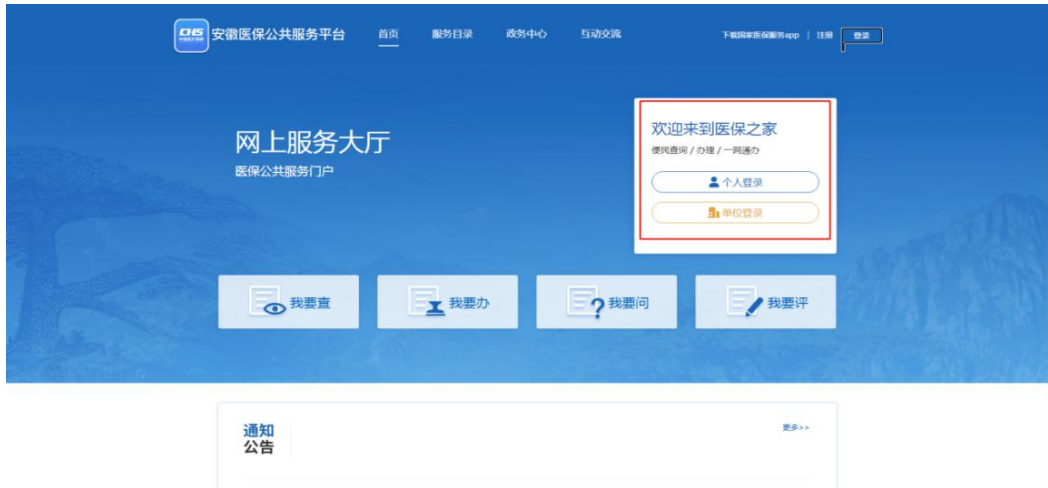 CHS
安徽医保公共服务平台 首页 服务目录 政务中心 互动交流 下载国家医保服务app | 注册 登录
欢迎来到医保之家
便民查询 / 办理 / 一网通办
个人登录
单位登录
网上服务大厅
医保公共服务门户
我要查 我要办 我要问 我要评
通知
公告
更多>>